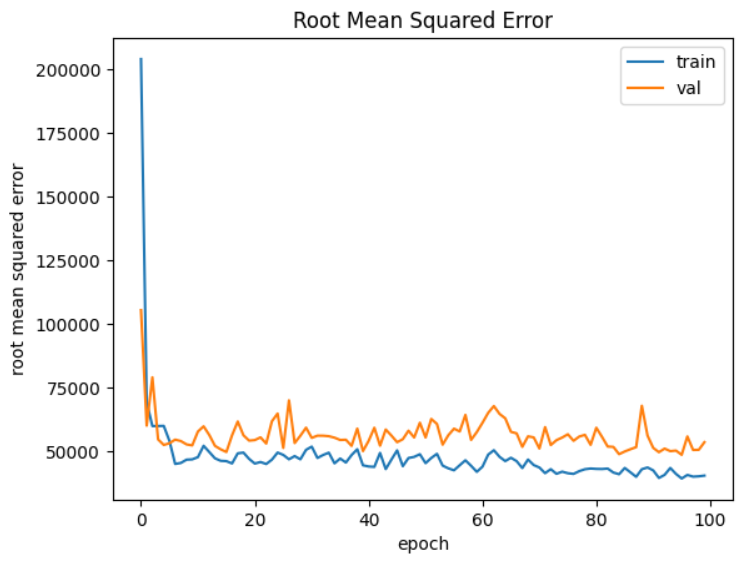 Root Mean Squared Error
train
val
200000
175000
150000
125000
100000
75000
50000
root mean squared error
0
20
40
60
80
100
epoch